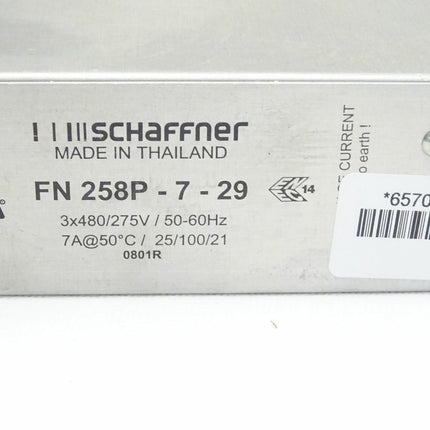 SCHAFFNER
MADE IN THAILAND
FN 258P - 7 - 29
14
3x480/275V / 50-60Hz
7A@50°C / 25/100/21
0801R
CURRENT
o earth !
*6570